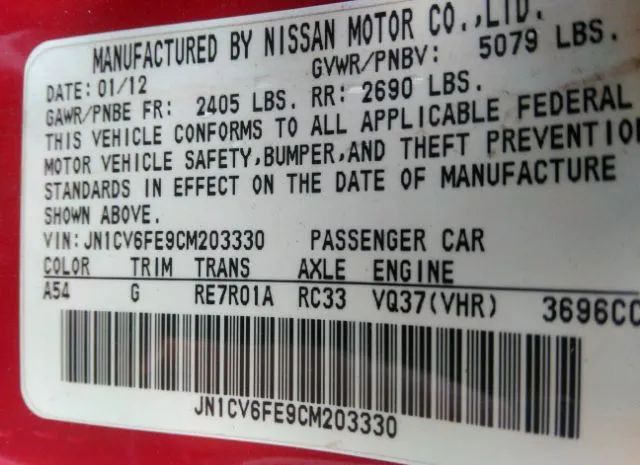 MANUFACTURED BY NISSAN MOTOR CO.,LTD.
DATE: 01/12 GVWR/PNBV: 5079 LBS.
GAWR/PNBE FR: 2405 LBS. RR: 2690 LBS.
THIS VEHICLE CONFORMS TO ALL APPLICABLE FEDERAL
MOTOR VEHICLE SAFETY,BUMPER,AND THEFT PREVENTION
STANDARDS IN EFFECT ON THE DATE OF MANUFACTURE
SHOWN ABOVE.
VIN:JN1CV6FE9CM203330 PASSENGER CAR
COLOR TRIM TRANS AXLE ENGINE
A54 G RE7R01A RC33 VQ37(VHR) 3696CC
JN1CV6FE9CM203330